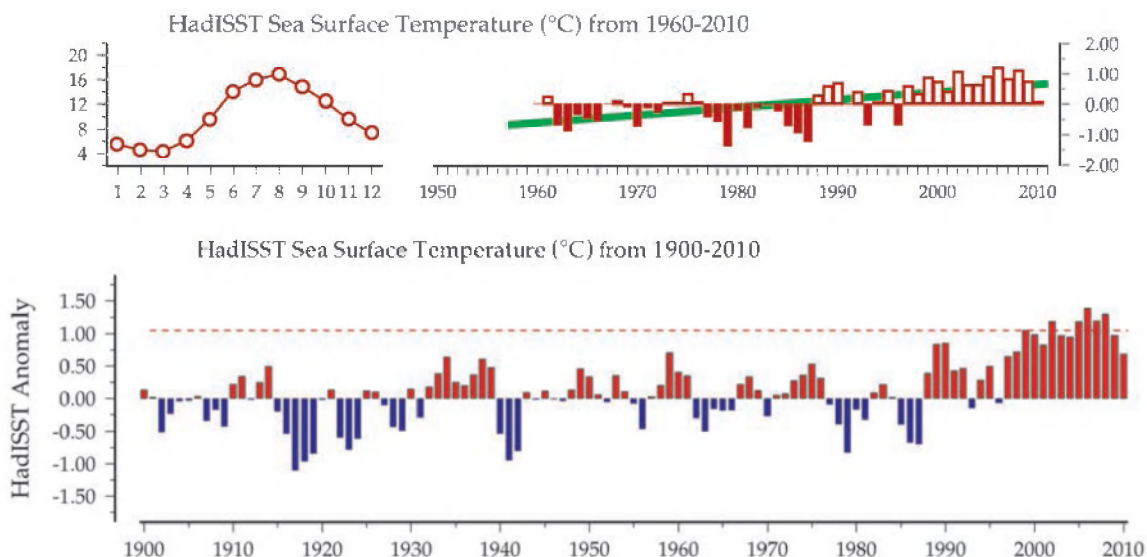 HadISST Sea Surface Temperature (°C) from 1960-2010
20
16
12
8
4
1 2 3 4 5 6 7 8 9 10 11 12
2.00
1.00
0.00
-1.00
-2.00
1950 1960 1970 1980 1990 2000 2010
HadISST Sea Surface Temperature (°C) from 1900-2010
HadISST Anomaly
1.50
1.00
0.50
0.00
-0.50
-1.00
-1.50
1900 1910 1920 1930 1940 1950 1960 1970 1980 1990 2000 2010